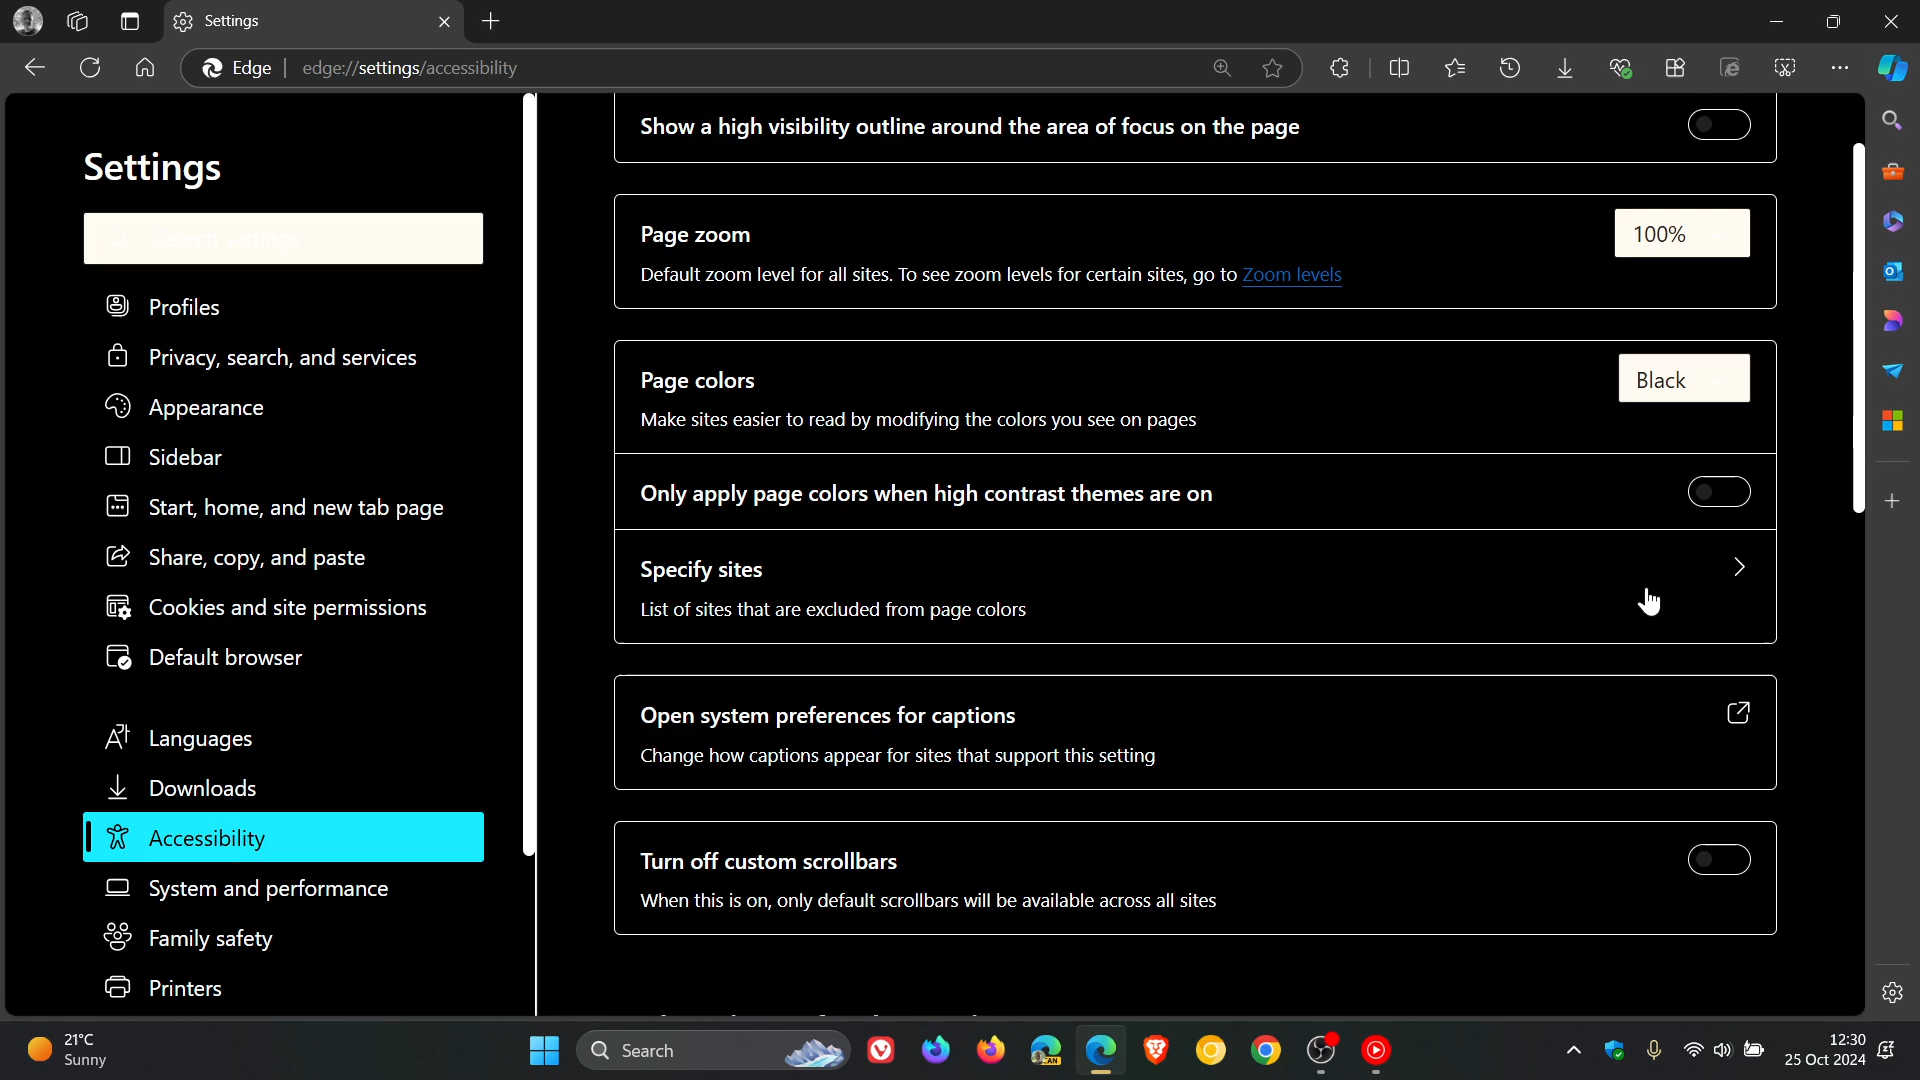 Settings
Edge
edge://settings/accessibility
Settings
Search settings
Profiles
Privacy, search, and services
Appearance
Sidebar
Start, home, and new tab page
Share, copy, and paste
Cookies and site permissions
Default browser
Languages
Downloads
Accessibility
System and performance
Family safety
Printers
Show a high visibility outline around the area of focus on the page
Page zoom
100%
Default zoom level for all sites. To see zoom levels for certain sites, go to Zoom levels
Page colors
Black
Make sites easier to read by modifying the colors you see on pages
Only apply page colors when high contrast themes are on
Specify sites
List of sites that are excluded from page colors
Open system preferences for captions
Change how captions appear for sites that support this setting
Turn off custom scrollbars
When this is on, only default scrollbars will be available across all sites
21°C
Sunny
Search
CAN
12:30
25 Oct 2024